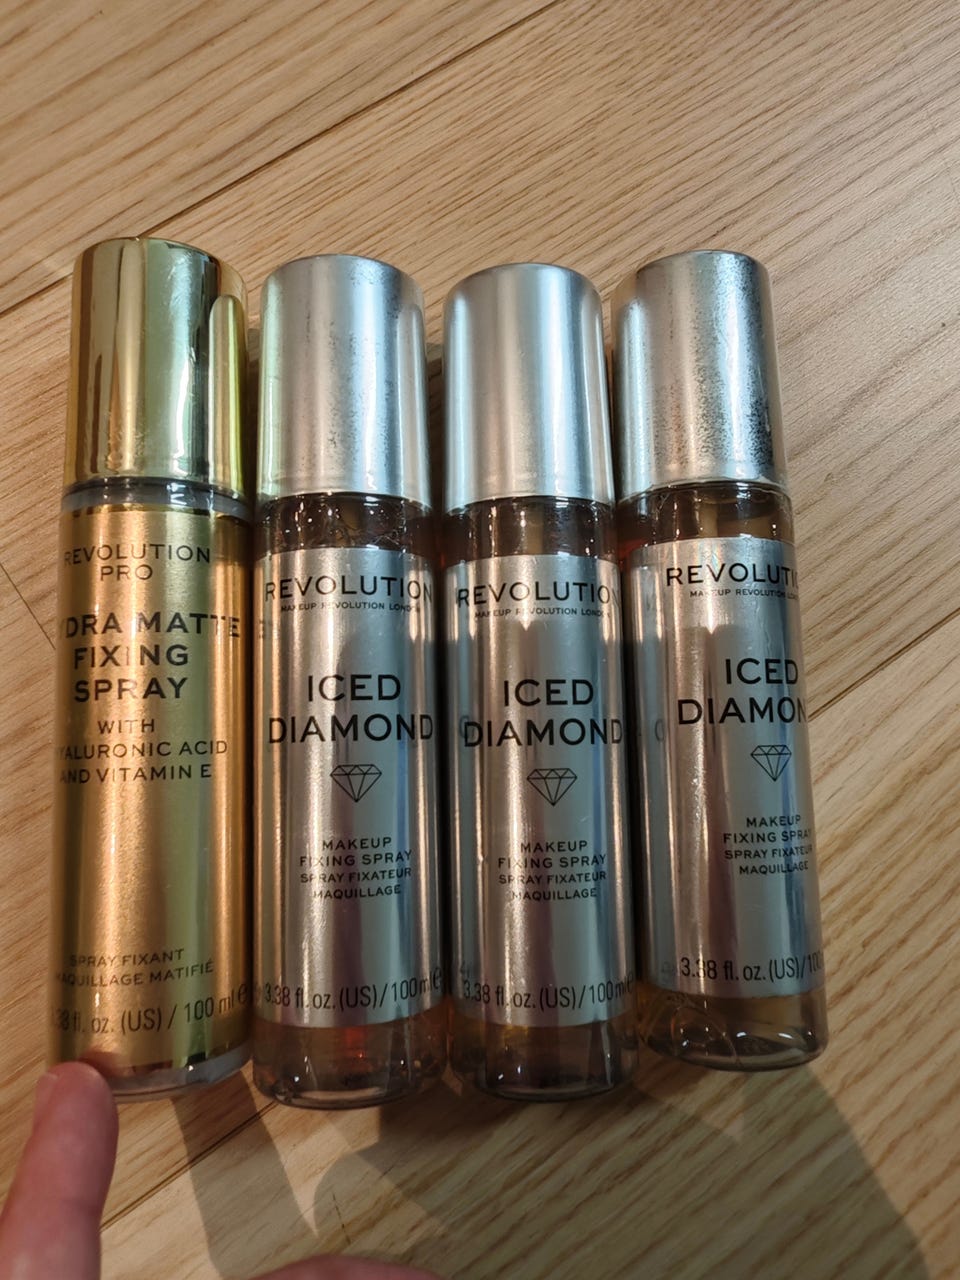 REVOLUTION
PRO
YDRA MATTE
FIXING
SPRAY
WITH
YALURONIC ACID
AND VITAMIN E
SPRAY FIXANT
MAQUILLAGE MATIFIÉ
.38 fl. oz. (US) / 100 ml e
REVOLUTION
MAKEUP REVOLUTION LONDON
ICED
DIAMOND
MAKEUP
FIXING SPRAY
SPRAY FIXATEUR
MAQUILLAGE
3.38 fl. oz. (US) / 100 ml e
REVOLUTION
MAKEUP REVOLUTION LONDON
ICED
DIAMOND
MAKEUP
FIXING SPRAY
SPRAY FIXATEUR
MAQUILLAGE
3.38 fl. oz. (US) / 100 ml e
REVOLUTI
MAKEUP REVOLUTION LON
ICED
DIAMON
MAKEUP
FIXING SPRAY
SPRAY FIXATEUR
MAQUILLAGE
3.38 fl. oz. (US) / 100